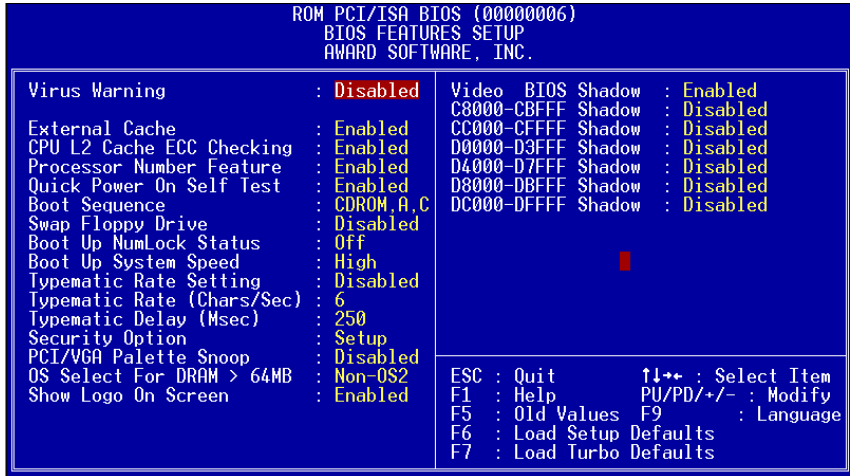 ROM PCI/ISA BIOS (00000006)
BIOS FEATURES SETUP
AWARD SOFTWARE, INC.
Virus Warning : Disabled
External Cache : Enabled
CPU L2 Cache ECC Checking : Enabled
Processor Number Feature : Enabled
Quick Power On Self Test : Enabled
Boot Sequence : CDROM,A,C
Swap Floppy Drive : Disabled
Boot Up NumLock Status : Off
Boot Up System Speed : High
Typematic Rate Setting : Disabled
Typematic Rate (Chars/Sec) : 6
Typematic Delay (Msec) : 250
Security Option : Setup
PCI/VGA Palette Snoop : Disabled
OS Select For DRAM > 64MB : Non-OS2
Show Logo On Screen : Enabled
Video BIOS Shadow : Enabled
C8000-CBFFF Shadow : Disabled
CC000-CFFFF Shadow : Disabled
D0000-D3FFF Shadow : Disabled
D4000-D7FFF Shadow : Disabled
D8000-DBFFF Shadow : Disabled
DC000-DFFFF Shadow : Disabled
ESC : Quit ↑↓→← : Select Item
F1 : Help PU/PD/+/- : Modify
F5 : Old Values F9 : Language
F6 : Load Setup Defaults
F7 : Load Turbo Defaults